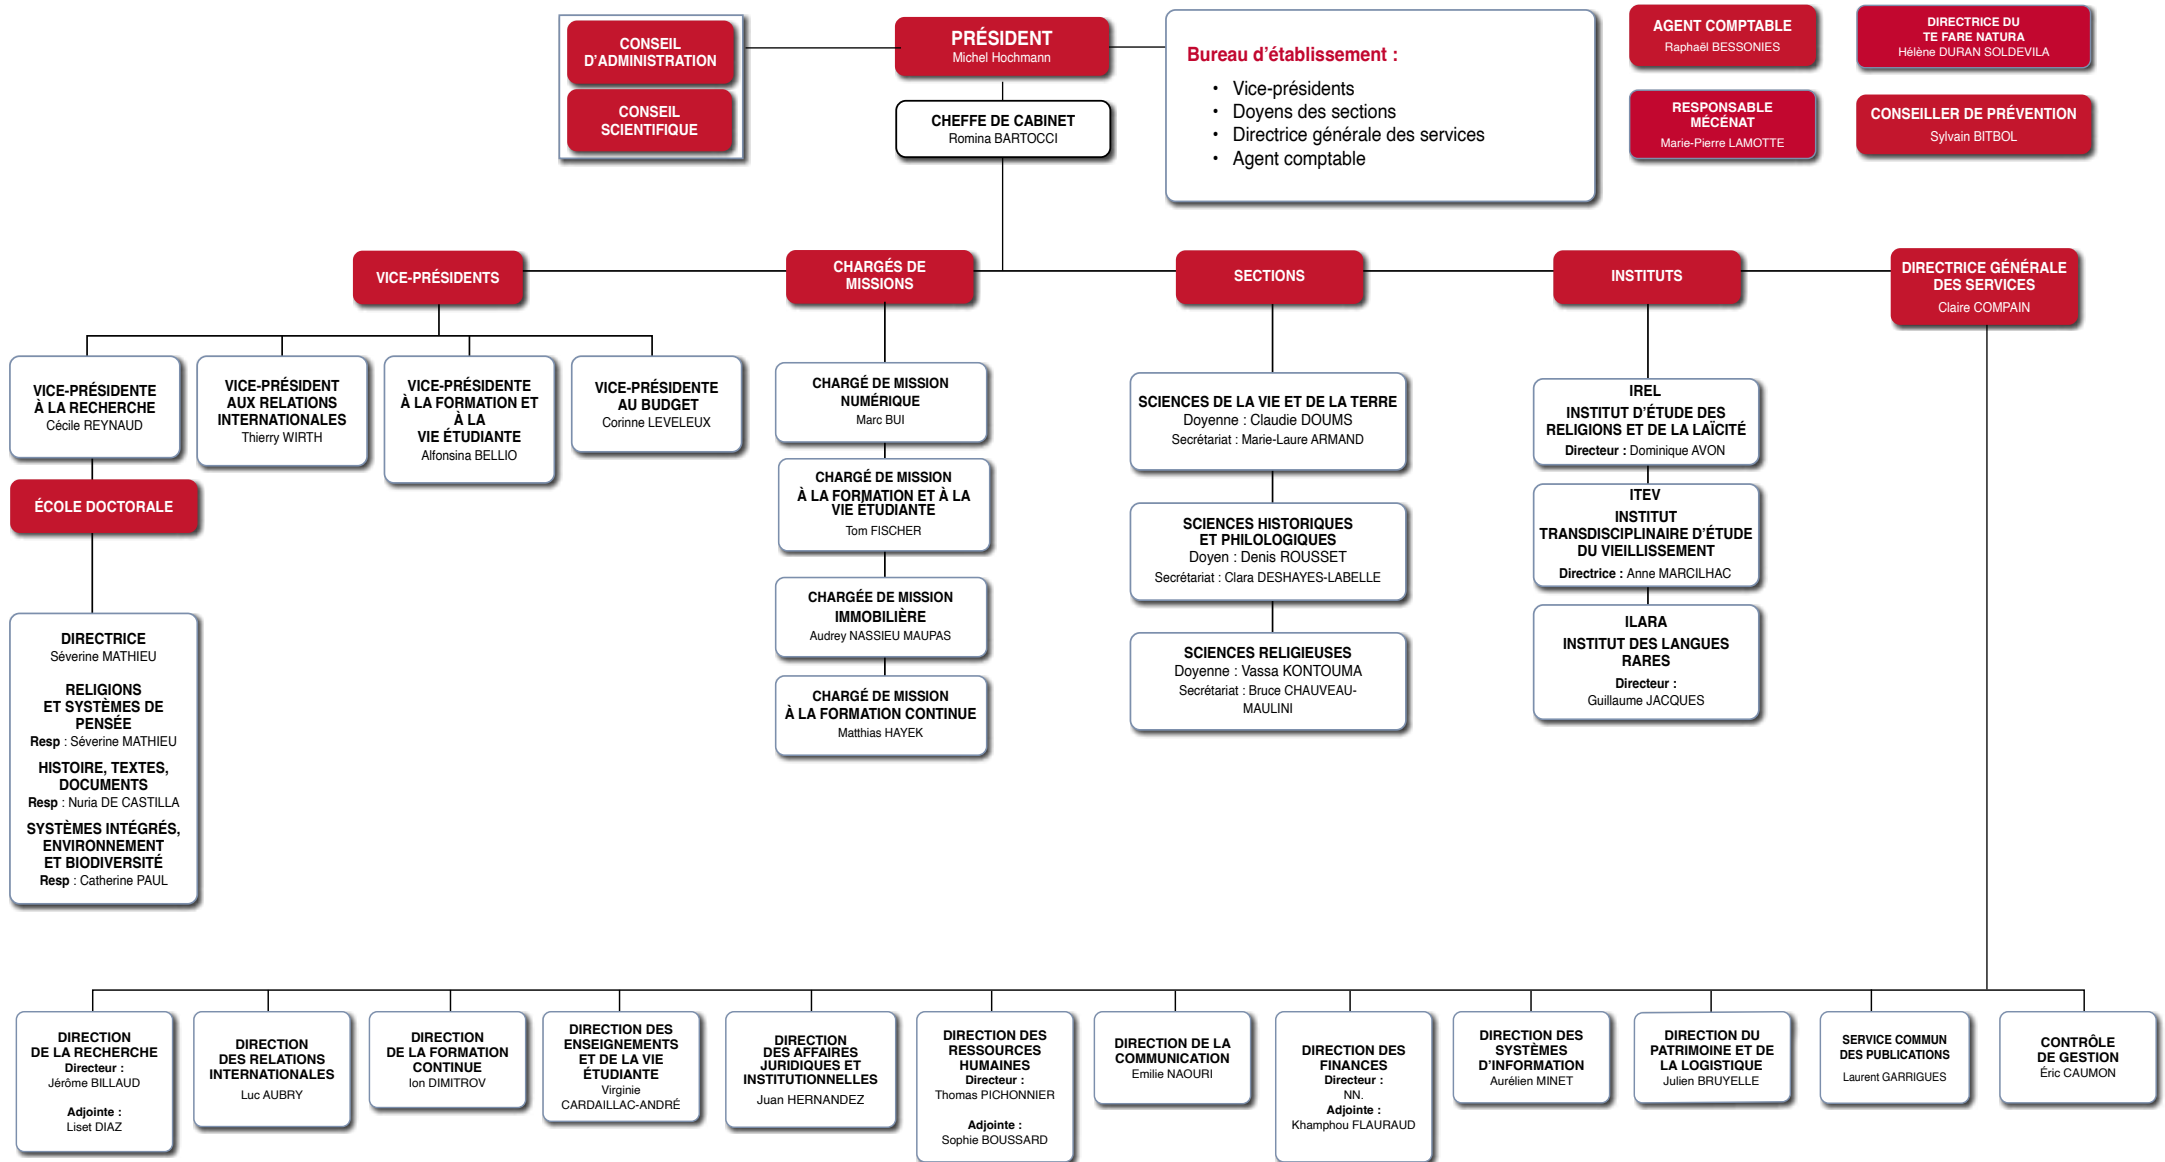 CONSEIL
D'ADMINISTRATION
CONSEIL
SCIENTIFIQUE
PRÉSIDENT
Michel Hochmann
CHEFFE DE CABINET
Romina BARTOCCI
Bureau d'établissement :
• Vice-présidents
• Doyens des sections
• Directrice générale des services
• Agent comptable
AGENT COMPTABLE
Raphaël BESSONIES
DIRECTRICE DU
TE FARE NATURA
Hélène DURAN SOLDEVILA
RESPONSABLE
MÉCÉNAT
Marie-Pierre LAMOTTE
CONSEILLER DE PRÉVENTION
Sylvain BITBOL
VICE-PRÉSIDENTS
CHARGÉS DE
MISSIONS
SECTIONS
INSTITUTS
DIRECTRICE GÉNÉRALE
DES SERVICES
Claire COMPAIN
VICE-PRÉSIDENTE
À LA RECHERCHE
Cécile REYNAUD
VICE-PRÉSIDENT
AUX RELATIONS
INTERNATIONALES
Thierry WIRTH
VICE-PRÉSIDENTE
À LA FORMATION ET
À LA
VIE ÉTUDIANTE
Alfonsina BELLIO
VICE-PRÉSIDENTE
AU BUDGET
Corinne LEVELEUX
ÉCOLE DOCTORALE
DIRECTRICE
Séverine MATHIEU
RELIGIONS
ET SYSTÈMES DE
PENSÉE
Resp : Séverine MATHIEU
HISTOIRE, TEXTES,
DOCUMENTS
Resp : Nuria DE CASTILLA
SYSTÈMES INTÉGRÉS,
ENVIRONNEMENT
ET BIODIVERSITÉ
Resp : Catherine PAUL
CHARGÉ DE MISSION
NUMÉRIQUE
Marc BUI
CHARGÉ DE MISSION
À LA FORMATION ET À LA
VIE ÉTUDIANTE
Tom FISCHER
CHARGÉE DE MISSION
IMMOBILIÈRE
Audrey NASSIEU MAUPAS
CHARGÉ DE MISSION
À LA FORMATION CONTINUE
Matthias HAYEK
SCIENCES DE LA VIE ET DE LA TERRE
Doyenne : Claudie DOUMS
Secrétariat : Marie-Laure ARMAND
SCIENCES HISTORIQUES
ET PHILOLOGIQUES
Doyen : Denis ROUSSET
Secrétariat : Clara DESHAYES-LABELLE
SCIENCES RELIGIEUSES
Doyenne : Vassa KONTOUMA
Secrétariat : Bruce CHAUVEAU-
MAULINI
IREL
INSTITUT D'ÉTUDE DES
RELIGIONS ET DE LA LAÏCITÉ
Directeur : Dominique AVON
ITEV
INSTITUT
TRANSDISCIPLINAIRE D'ÉTUDE
DU VIEILLISSEMENT
Directrice : Anne MARCILHAC
ILARA
INSTITUT DES LANGUES
RARES
Directeur :
Guillaume JACQUES
DIRECTION
DE LA RECHERCHE
Directeur :
Jérôme BILLAUD
Adjointe :
Liset DIAZ
DIRECTION
DES RELATIONS
INTERNATIONALES
Luc AUBRY
DIRECTION
DE LA FORMATION
CONTINUE
Ion DIMITROV
DIRECTION DES
ENSEIGNEMENTS
ET DE LA VIE
ÉTUDIANTE
Virginie
CARDAILLAC-ANDRÉ
DIRECTION
DES AFFAIRES
JURIDIQUES ET
INSTITUTIONNELLES
Juan HERNANDEZ
DIRECTION DES
RESSOURCES
HUMAINES
Directeur :
Thomas PICHONNIER
Adjointe :
Sophie BOUSSARD
DIRECTION DE LA
COMMUNICATION
Emilie NAOURI
DIRECTION DES
FINANCES
Directeur :
NN.
Adjointe :
Khamphou FLAURAUD
DIRECTION DES
SYSTÈMES
D'INFORMATION
Aurélien MINET
DIRECTION DU
PATRIMOINE ET DE
LA LOGISTIQUE
Julien BRUYELLE
SERVICE COMMUN
DES PUBLICATIONS
Laurent GARRIGUES
CONTRÔLE
DE GESTION
Éric CAUMON